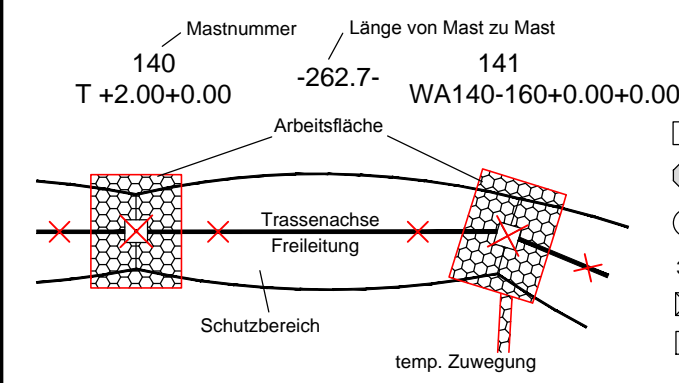 Mastnummer
Länge von Mast zu Mast
140
-262.7-
141
T +2.00+0.00
WA140-160+0.00+0.00
Arbeitsfläche
Trassenachse
Freileitung
Schutzbereich
temp. Zuwegung